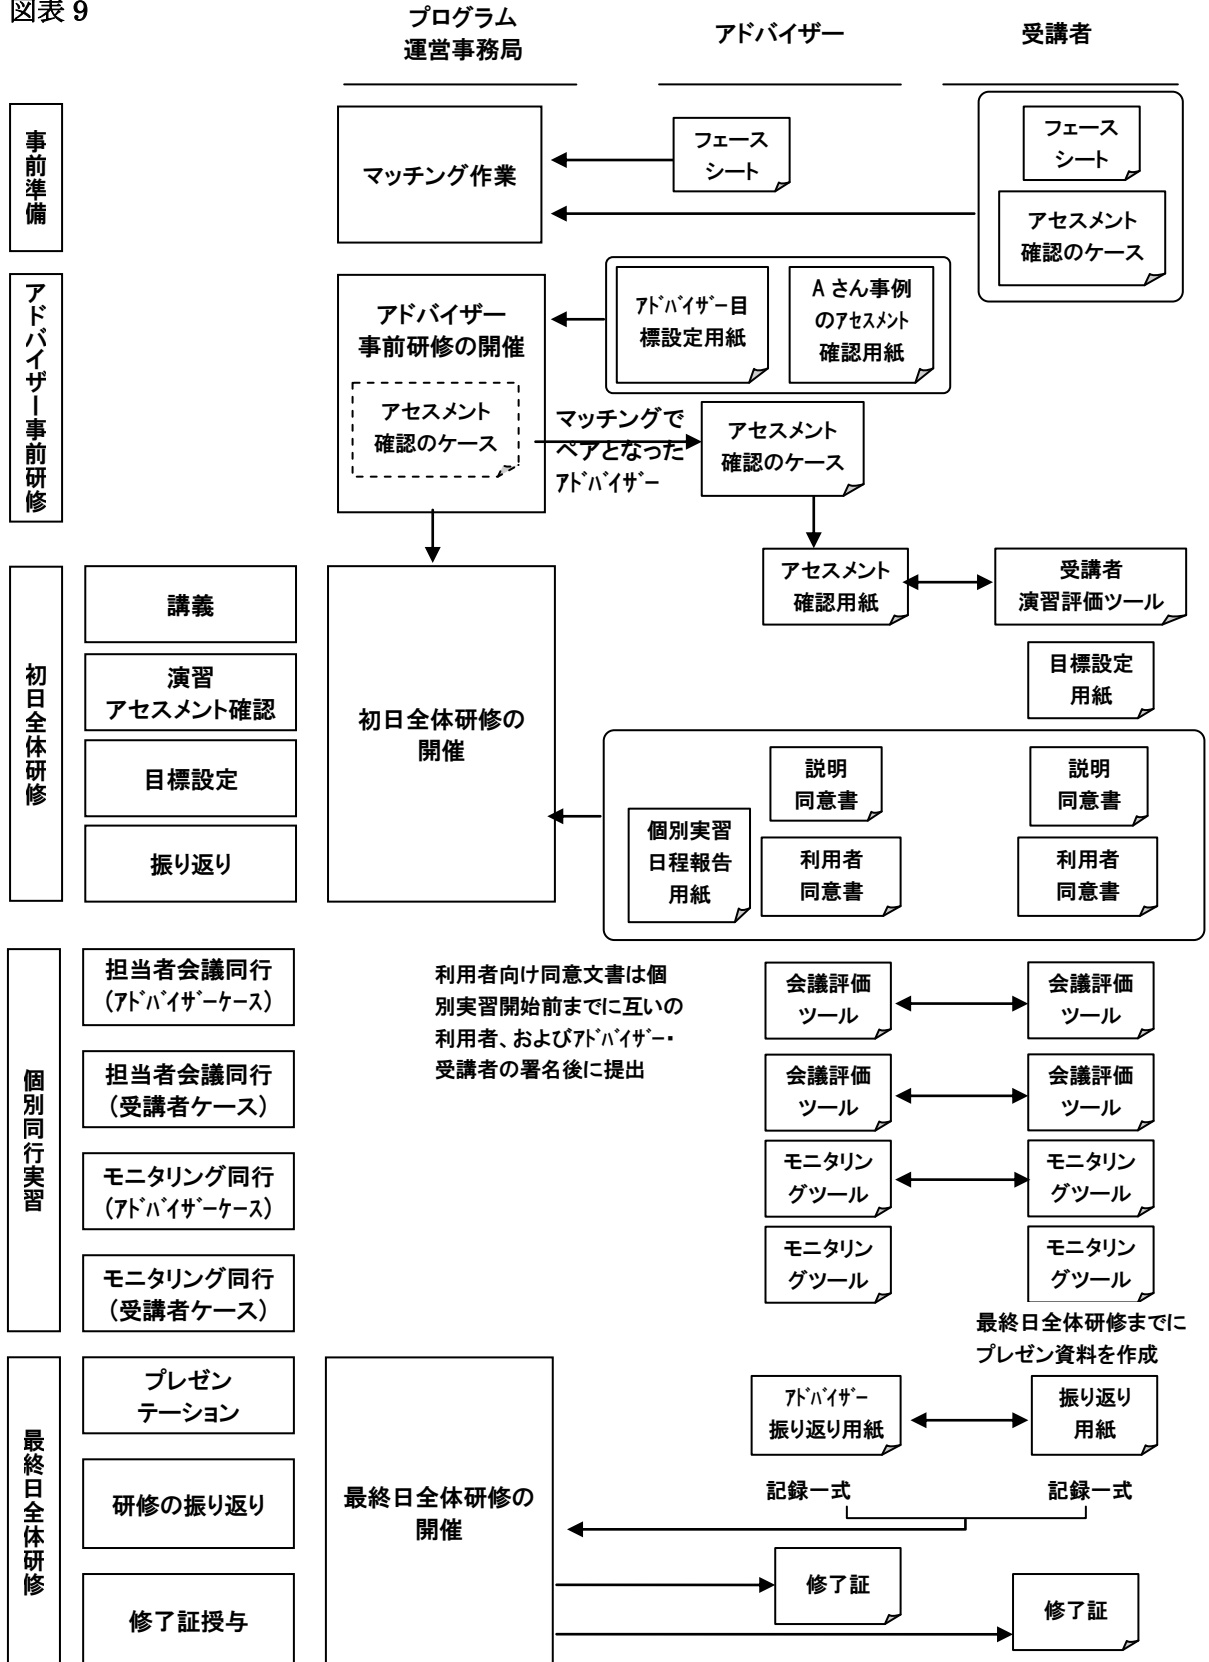 図表 9
プログラム
運営事務局
アドバイザー
受講者
事前準備
マッチング作業
フェース
シート
フェース
シート
アセスメント
確認のケース
アドバイザー事前研修
アドバイザー
事前研修の開催
アセスメント
確認のケース
ｱﾄﾞﾊﾞｲｻﾞｰ目
標設定用紙
A さん事例
のｱｾｽﾒﾝﾄ
確認用紙
マッチングで
ペアとなった
ｱﾄﾞﾊﾞｲｻﾞｰ
アセスメント
確認のケース
初日全体研修
講義
演習
アセスメント確認
目標設定
振り返り
初日全体研修の
開催
アセスメント
確認用紙
受講者
演習評価ツール
目標設定
用紙
説明
同意書
説明
同意書
個別実習
日程報告
用紙
利用者
同意書
利用者
同意書
個別同行実習
担当者会議同行
（ｱﾄﾞﾊﾞｲｻﾞｰケース）
担当者会議同行
（受講者ケース）
モニタリング同行
（ｱﾄﾞﾊﾞｲｻﾞｰケース）
モニタリング同行
（受講者ケース）
利用者向け同意文書は個
別実習開始前までに互いの
利用者、およびｱﾄﾞﾊﾞｲｻﾞｰ・
受講者の署名後に提出
会議評価
ツール
会議評価
ツール
会議評価
ツール
会議評価
ツール
モニタリン
グツール
モニタリン
グツール
モニタリン
グツール
モニタリン
グツール
最終日全体研修までに
プレゼン資料を作成
最終日全体研修
プレゼン
テーション
研修の振り返り
修了証授与
最終日全体研修の
開催
ｱﾄﾞﾊﾞｲｻﾞｰ
振り返り用紙
振り返り
用紙
記録一式
記録一式
修了証
修了証